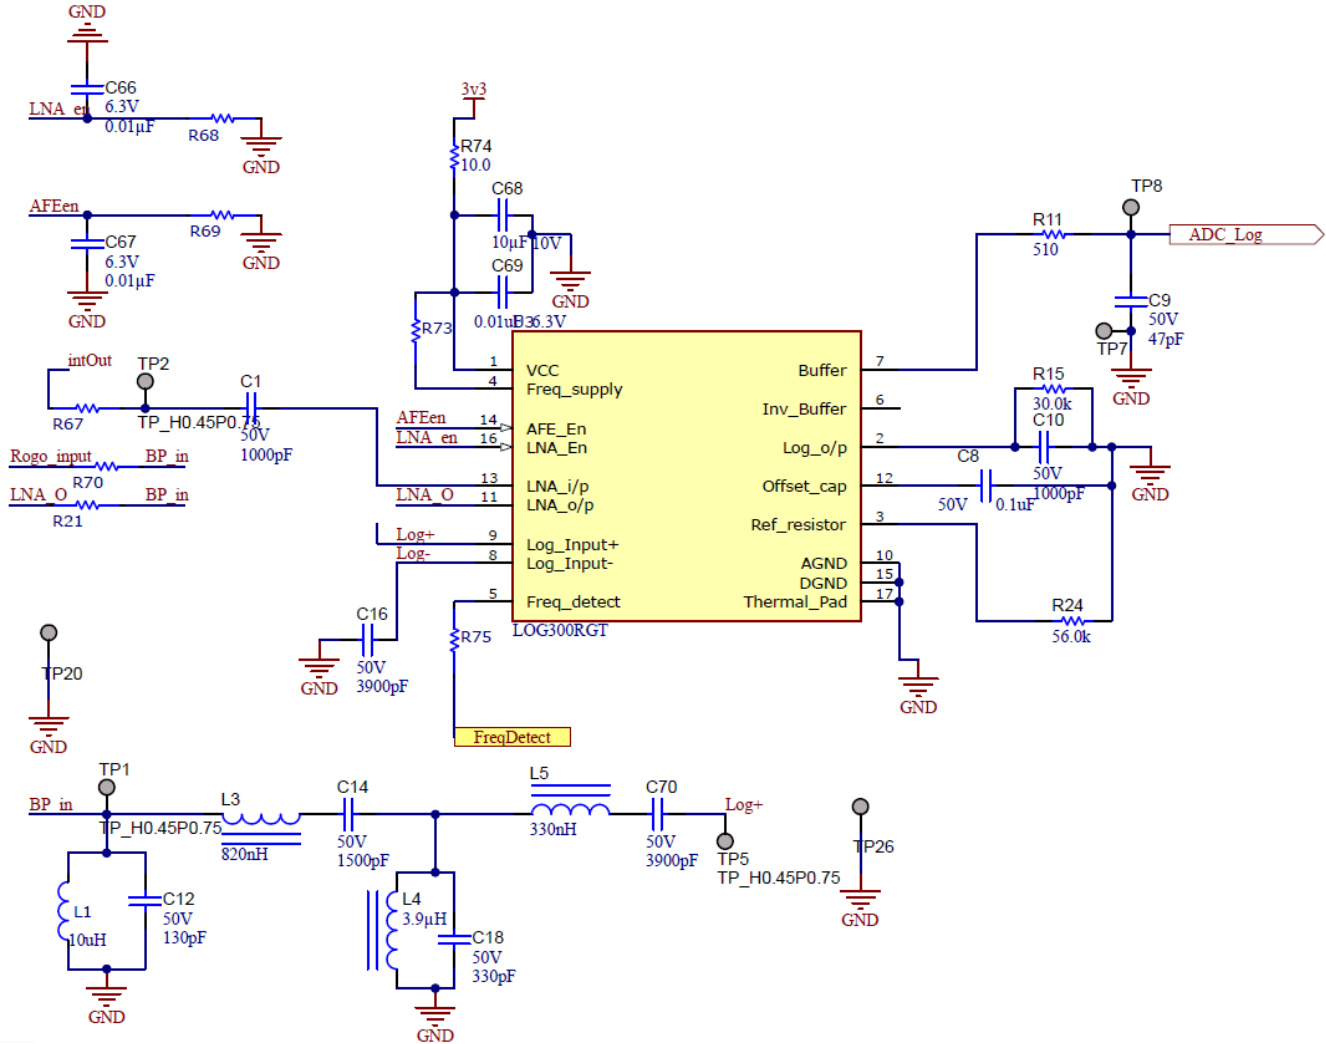 GND
C66
6.3V
0.01µF
LNA_en
R68
GND
AFEen
R69
GND
C67
6.3V
0.01µF
GND
3v3
R74
10.0
C68
10µF
10V
C69
0.01uF
6.3V
GND
R73
U3
intOut
TP2
TP_H0.45P0.75
R67
C1
50V
1000pF
Rogo_input
BP_in
R70
LNA_O
BP_in
R21
AFEen
LNA_en
LNA_O
Log+
Log-
1
4
14
16
13
11
9
8
5
VCC
Freq_supply
AFE_En
LNA_En
LNA_i/p
LNA_o/p
Log_Input+
Log_Input-
Freq_detect
LOG300RGT
Buffer
Inv_Buffer
Log_o/p
Offset_cap
Ref_resistor
AGND
DGND
Thermal_Pad
7
6
2
12
3
10
15
17
GND
R11
510
TP8
ADC_Log
C9
50V
47pF
TP7
GND
R15
30.0k
C10
50V
1000pF
GND
C8
50V
0.1uF
R24
56.0k
C16
50V
3900pF
GND
R75
FreqDetect
TP20
GND
BP_in
TP1
TP_H0.45P0.75
L1
10uH
C12
50V
130pF
GND
L3
820nH
C14
50V
1500pF
L4
3.9µH
C18
50V
330pF
GND
L5
330nH
C70
50V
3900pF
Log+
TP5
TP_H0.45P0.75
TP26
GND